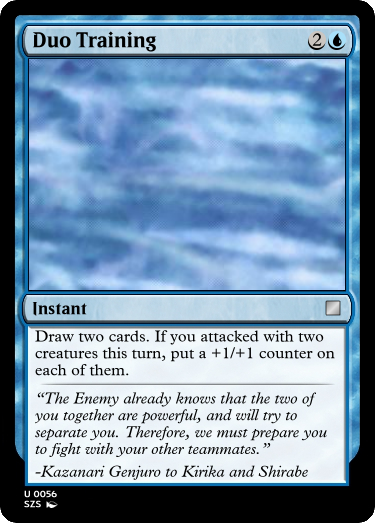 Duo Training
2
Instant
Draw two cards. If you attacked with two
creatures this turn, put a +1/+1 counter on
each of them.
“The Enemy already knows that the two of
you together are powerful, and will try to
separate you. Therefore, we must prepare you
to fight with your other teammates.”
-Kazanari Genjuro to Kirika and Shirabe
U 0056
SZS